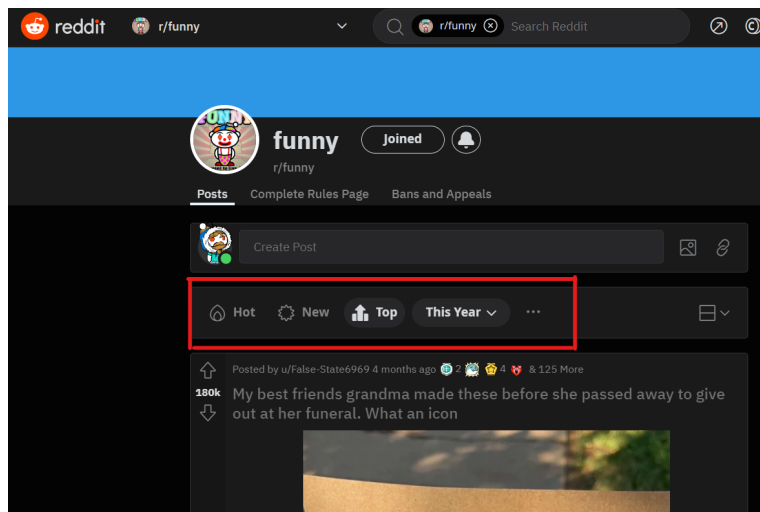 reddit r/funny r/funny Search Reddit
FUNNY
funny Joined
r/funny
Posts Complete Rules Page Bans and Appeals
Create Post
Hot New Top This Year ...
Posted by u/False-State6969 4 months ago 2 4 & 125 More
180k
My best friends grandma made these before she passed away to give
out at her funeral. What an icon